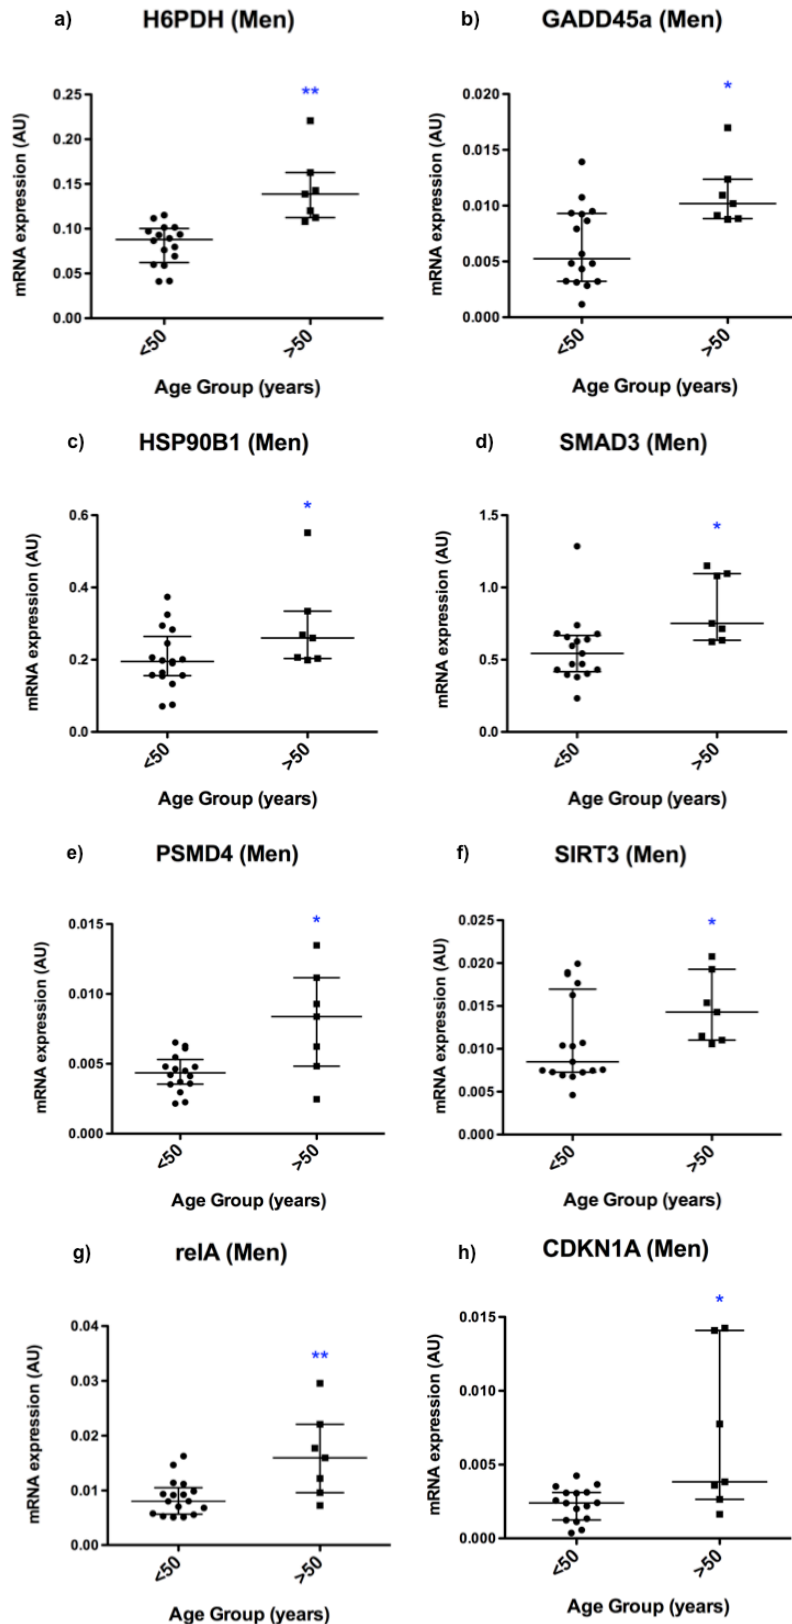 a) H6PDH (Men)
**
mRNA expression (AU)
0.25
0.20
0.15
0.10
0.05
0.00
<50
>50
Age Group (years)
b) GADD45a (Men)
*
mRNA expression (AU)
0.020
0.015
0.010
0.005
0.000
<50
>50
Age Group (years)
c) HSP90B1 (Men)
*
mRNA expression (AU)
0.6
0.4
0.2
0.0
<50
>50
Age Group (years)
d) SMAD3 (Men)
*
mRNA expression (AU)
1.5
1.0
0.5
0.0
<50
>50
Age Group (years)
e) PSMD4 (Men)
*
mRNA expression (AU)
0.015
0.010
0.005
0.000
<50
>50
Age Group (years)
f) SIRT3 (Men)
*
mRNA expression (AU)
0.025
0.020
0.015
0.010
0.005
0.000
<50
>50
Age Group (years)
g) relA (Men)
**
mRNA expression (AU)
0.04
0.03
0.02
0.01
0.00
<50
>50
Age Group (years)
h) CDKN1A (Men)
*
mRNA expression (AU)
0.015
0.010
0.005
0.000
<50
>50
Age Group (years)